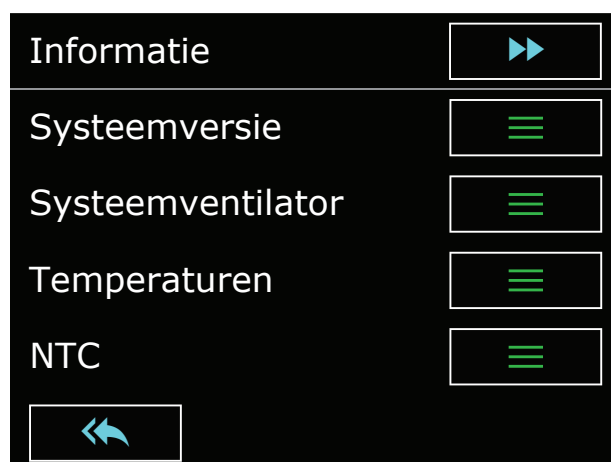 Informatie
Systeemversie
Systeemventilator
Temperaturen
NTC